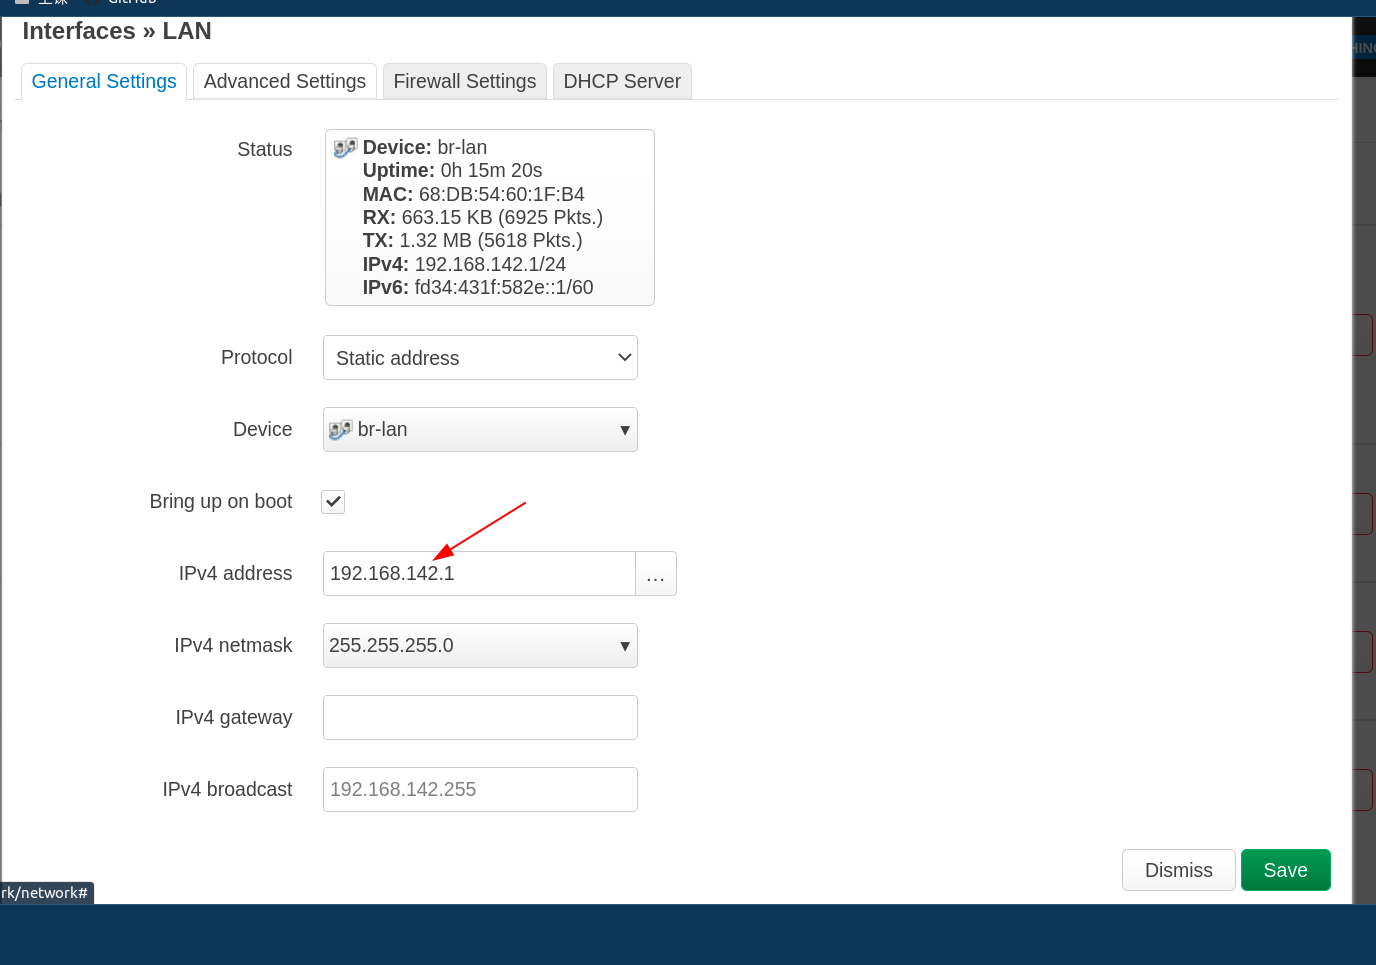 GitHub
Interfaces » LAN
General Settings
Advanced Settings
Firewall Settings
DHCP Server
Status
Device: br-lan
Uptime: 0h 15m 20s
MAC: 68:DB:54:60:1F:B4
RX: 663.15 KB (6925 Pkts.)
TX: 1.32 MB (5618 Pkts.)
IPv4: 192.168.142.1/24
IPv6: fd34:431f:582e::1/60
Protocol
Static address
Device
br-lan
Bring up on boot
IPv4 address
192.168.142.1
...
IPv4 netmask
255.255.255.0
IPv4 gateway
IPv4 broadcast
192.168.142.255
Dismiss
Save
rk/network#